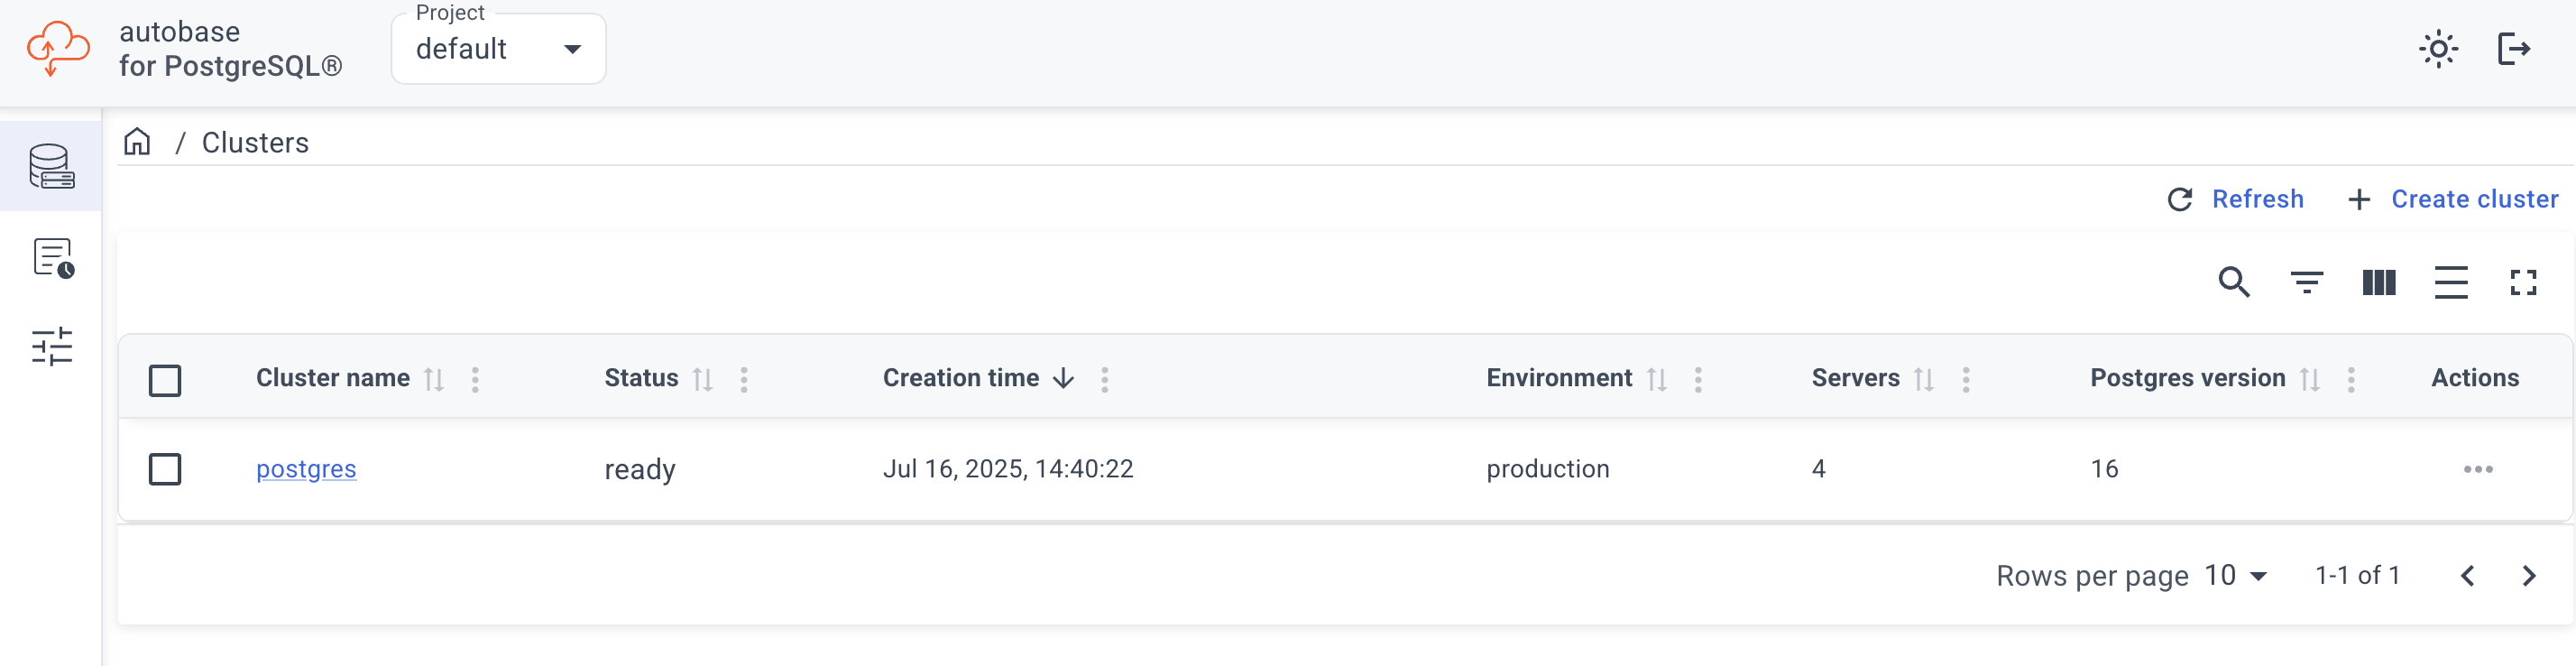 autobase
for PostgreSQL®
Project
default
/ Clusters
Refresh
Create cluster
Cluster name Status Creation time Environment Servers Postgres version Actions
postgres ready Jul 16, 2025, 14:40:22 production 4 16
Rows per page 10 1-1 of 1